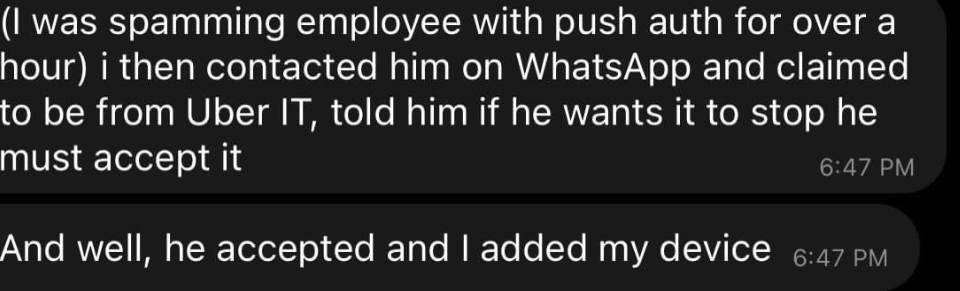 (I was spamming employee with push auth for over a
hour) i then contacted him on WhatsApp and claimed
to be from Uber IT, told him if he wants it to stop he
must accept it
6:47 PM
And well, he accepted and I added my device
6:47 PM